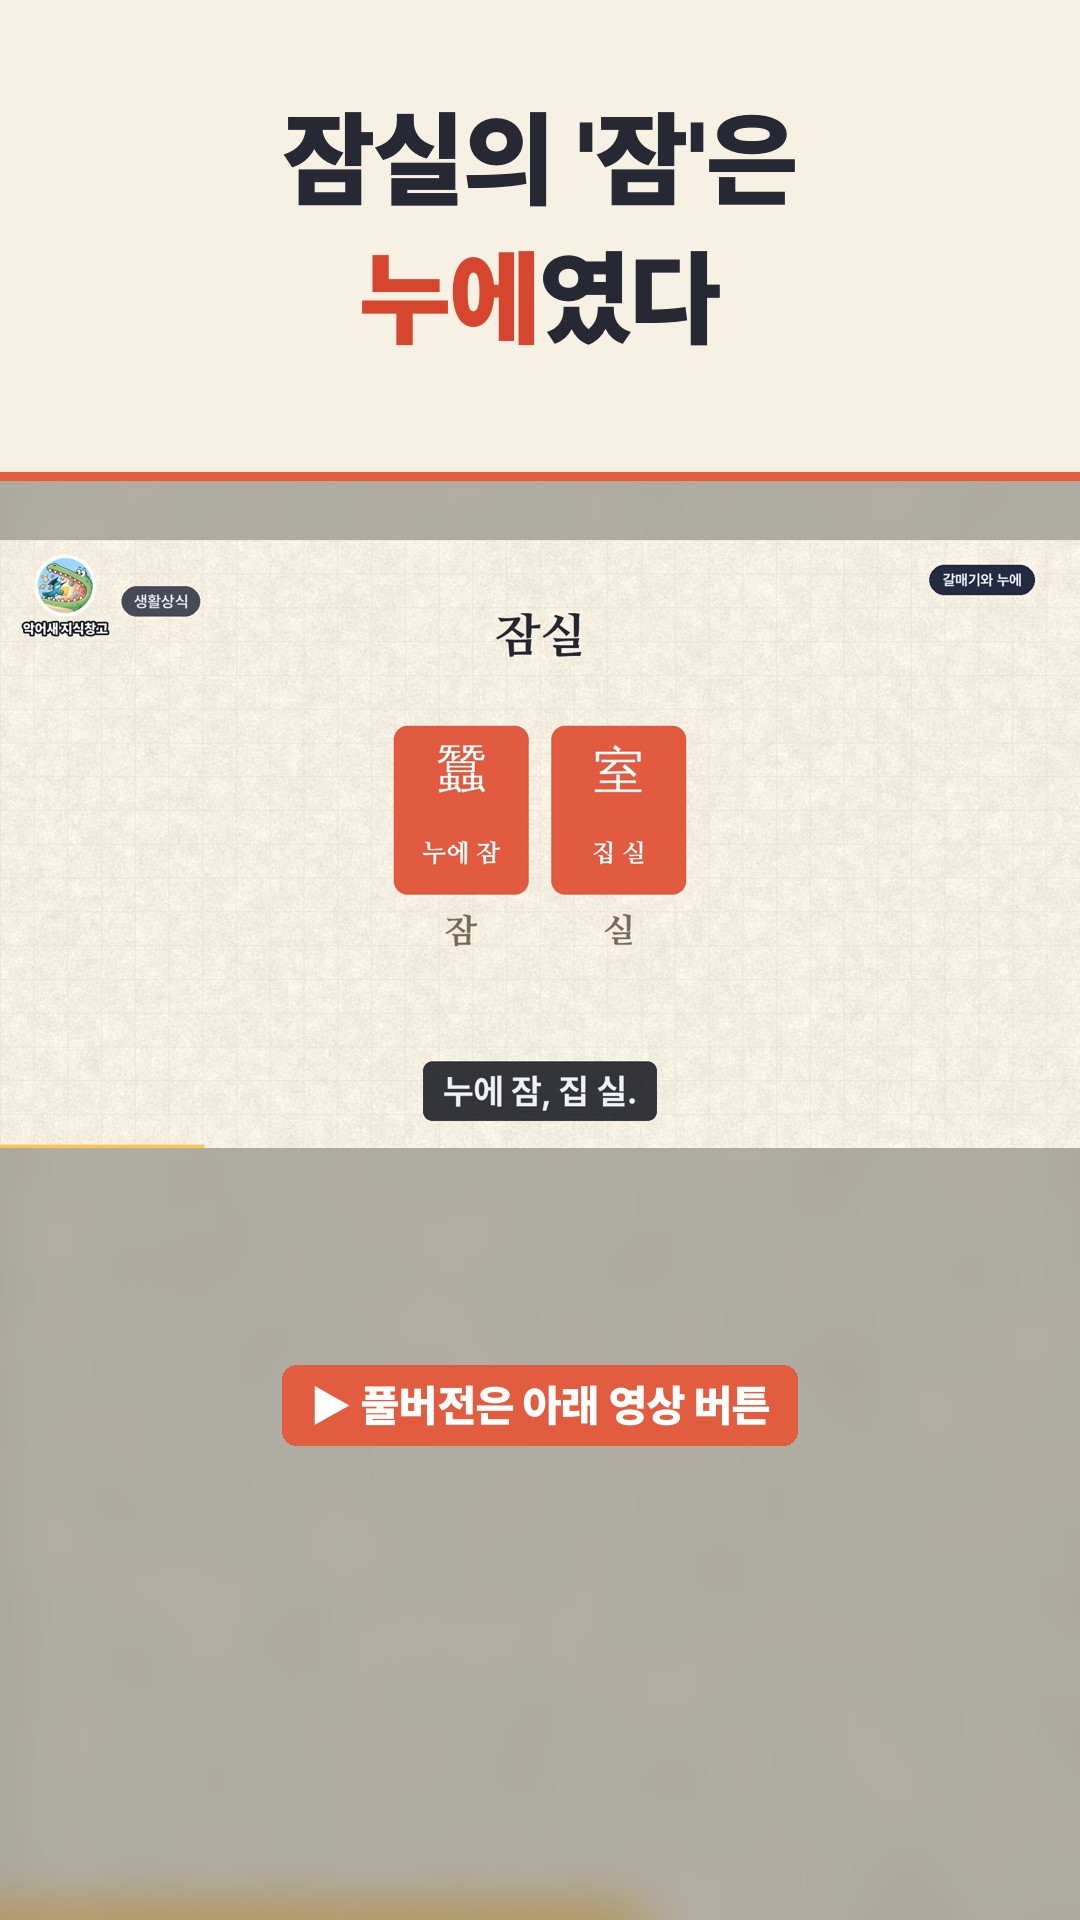 잠실의 '잠'은
누에였다
악어새 지식창고
생활상식
갈매기와 누에
잠실
蠶 室
누에 잠 집 실
잠 실
누에 잠, 집 실.
▶ 풀버전은 아래 영상 버튼